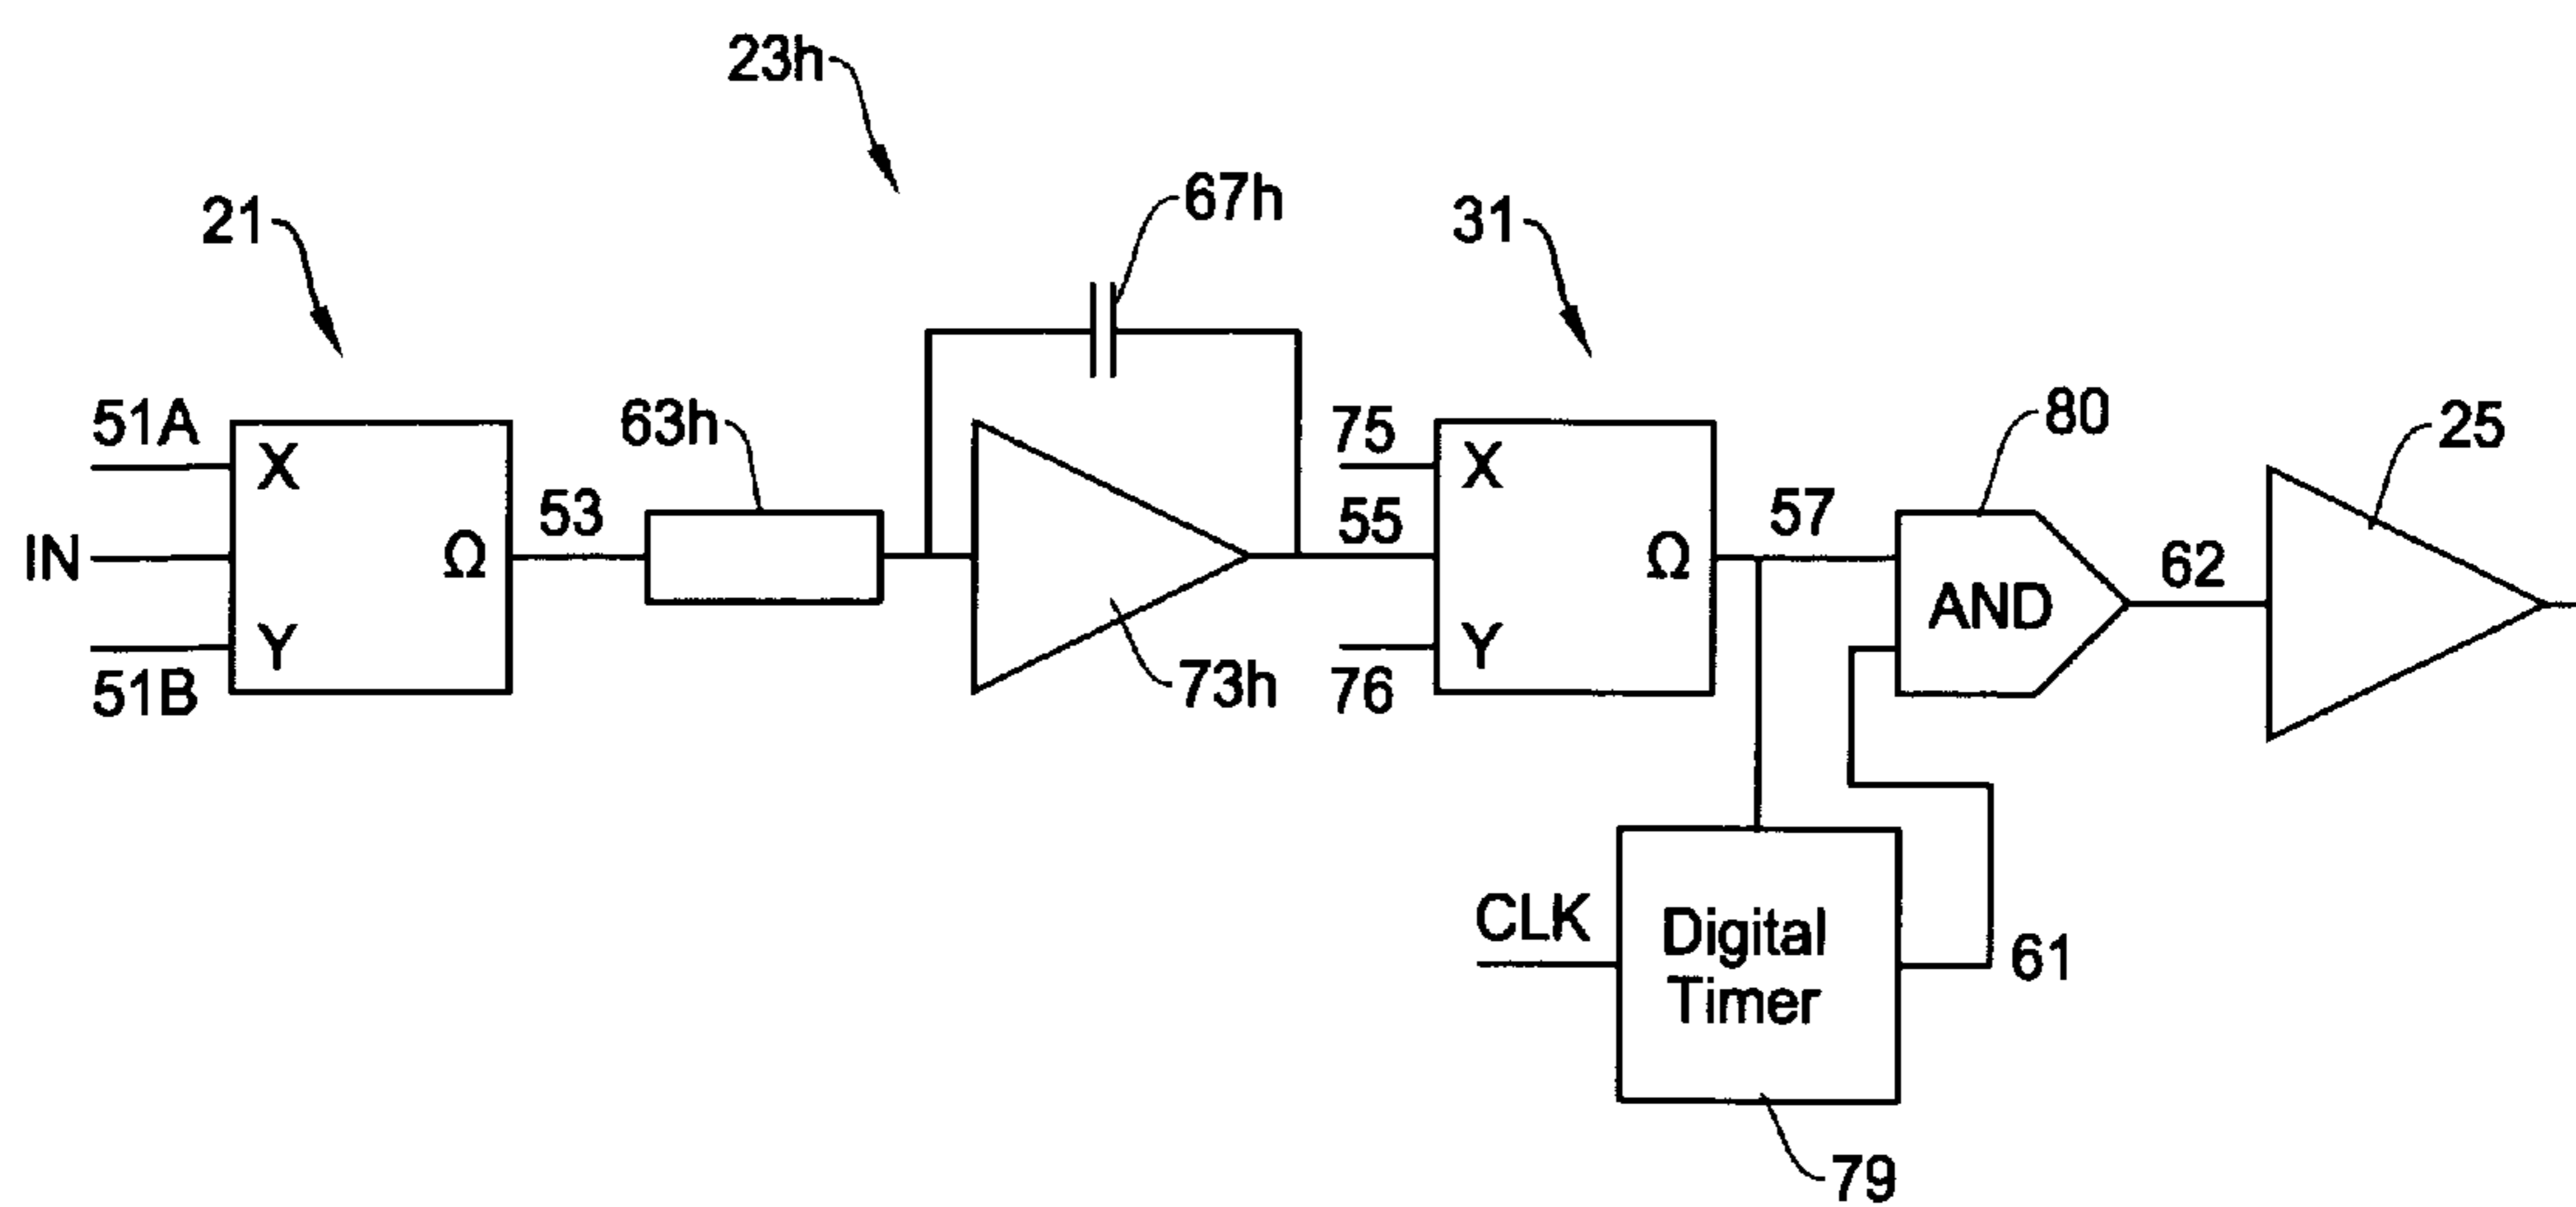 23h
67h
21
31
51A
X
63h
75
X
80
25
IN
Ω
53
55
Ω
57
AND
62
Y
51B
73h
Y
76
CLK
Digital
Timer
61
79